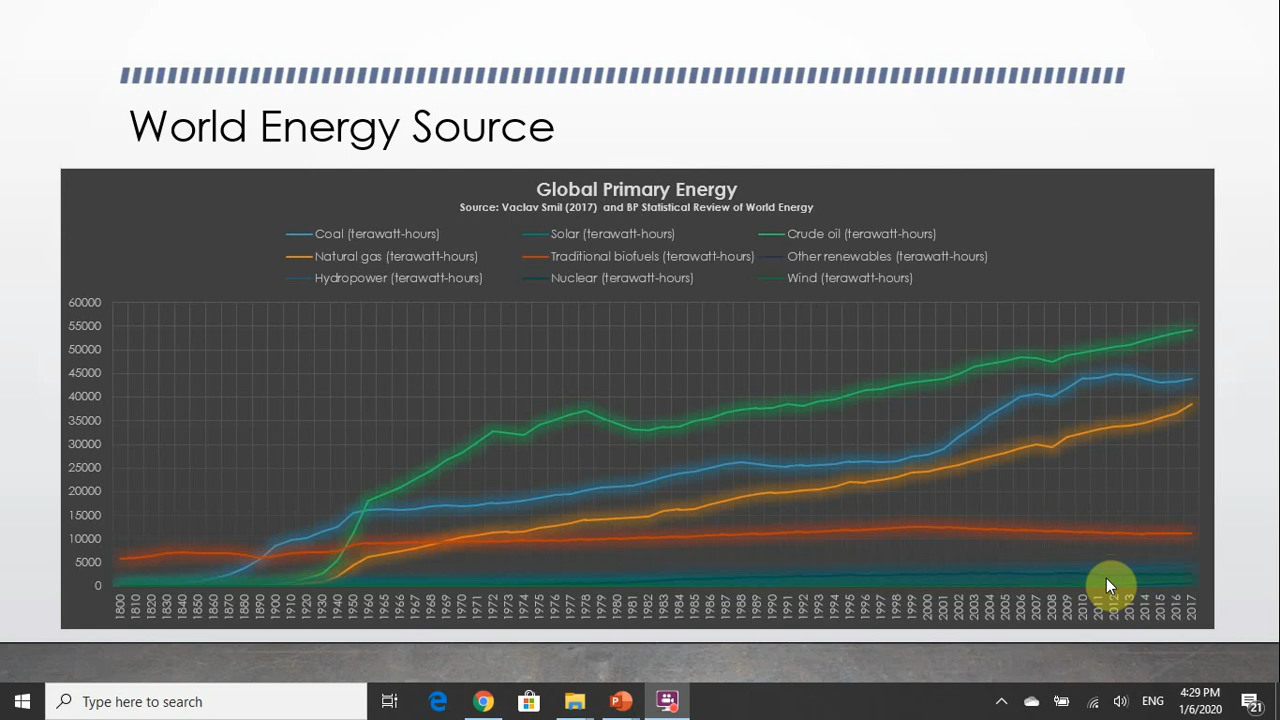 World Energy Source
Global Primary Energy
Source: Vaclav Smil (2017) and BP Statistical Review of World Energy
Coal (terawatt-hours) Solar (terawatt-hours) Crude oil (terawatt-hours)
Natural gas (terawatt-hours) Traditional biofuels (terawatt-hours) Other renewables (terawatt-hours)
Hydropower (terawatt-hours) Nuclear (terawatt-hours) Wind (terawatt-hours)
60000
55000
50000
45000
40000
35000
30000
25000
20000
15000
10000
5000
0
1800 1810 1820 1830 1840 1850 1860 1870 1880 1890 1900 1910 1920 1930 1940 1950 1960 1965 1966 1967 1968 1969 1970 1971 1972 1973 1974 1975 1976 1977 1978 1979 1980 1981 1982 1983 1984 1985 1986 1987 1988 1989 1990 1991 1992 1993 1994 1995 1996 1997 1998 1999 2000 2001 2002 2003 2004 2005 2006 2007 2008 2009 2010 2011 2012 2013 2014 2015 2016 2017
Type here to search
ENG
4:29 PM
1/6/2020
21